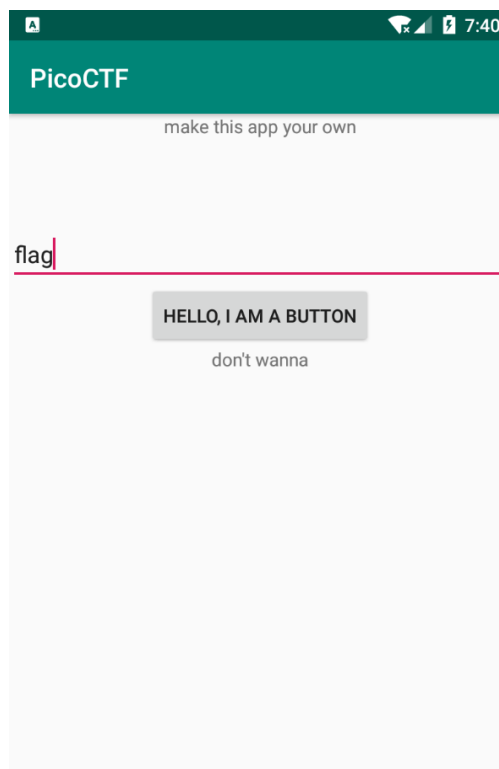 7:40
PicoCTF
make this app your own
flag
HELLO, I AM A BUTTON
don't wanna